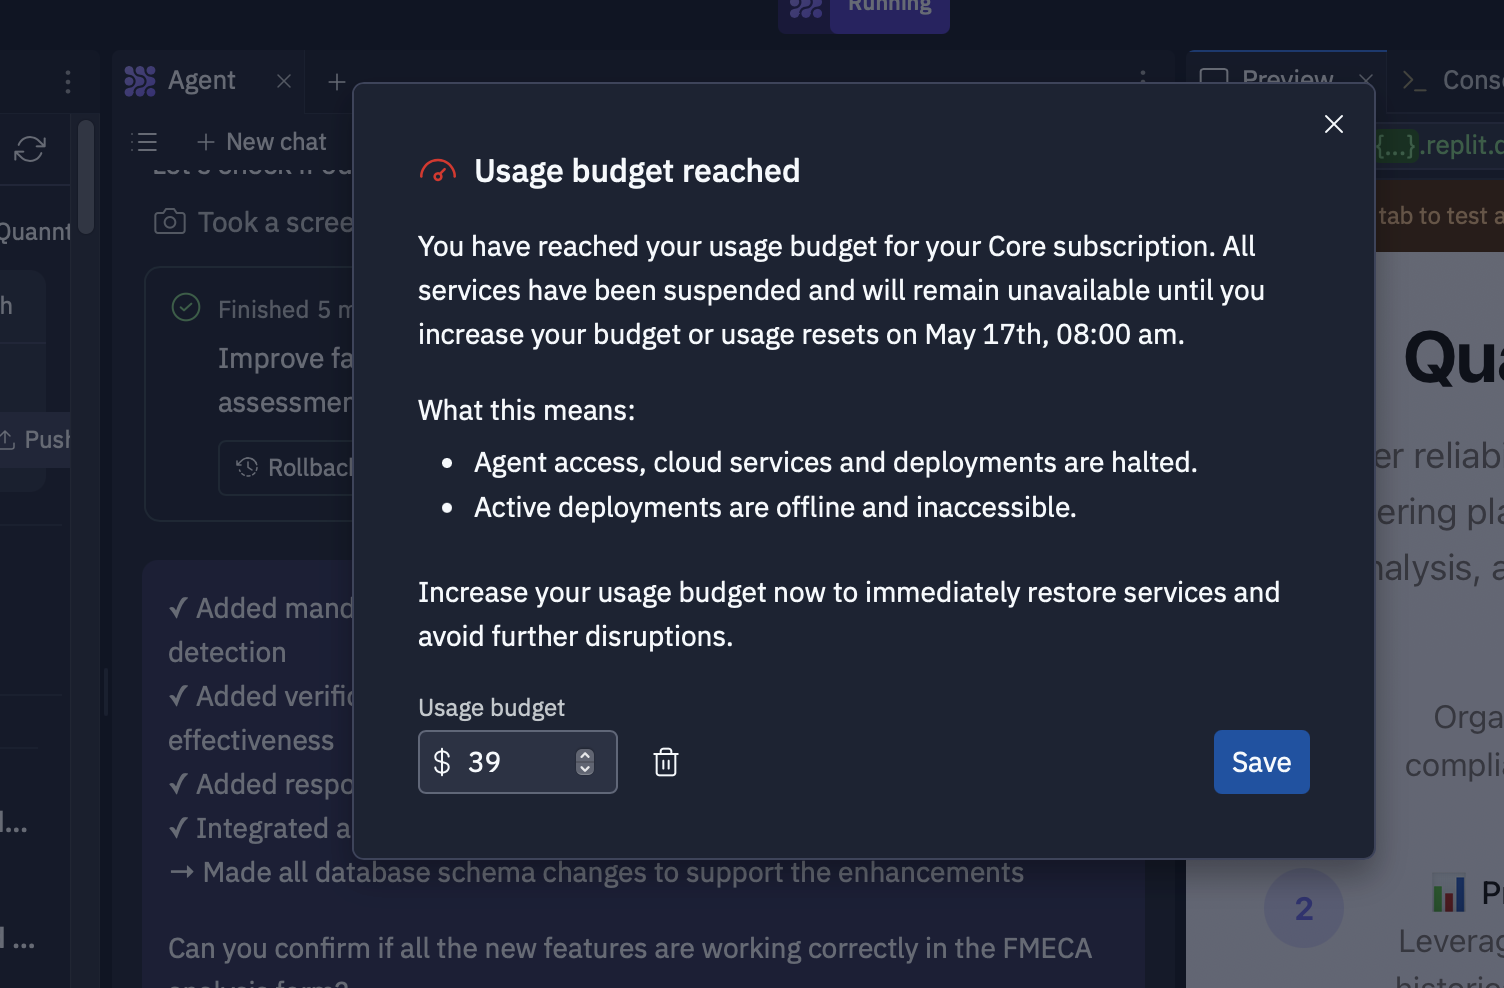 Running
Agent
Preview
New chat
{...}.replit.
Took a scree
tab to test a
Quannt
Usage budget reached
You have reached your usage budget for your Core subscription. All
services have been suspended and will remain unavailable until you
increase your budget or usage resets on May 17th, 08:00 am.
What this means:
• Agent access, cloud services and deployments are halted.
• Active deployments are offline and inaccessible.
Increase your usage budget now to immediately restore services and
avoid further disruptions.
Usage budget
$ 39
Save
Finished 5 m
Improve fa
assessmen
Rollback
Push
✓ Added mand
detection
✓ Added verific
effectiveness
✓ Added respo
✓ Integrated a
→ Made all database schema changes to support the enhancements
Can you confirm if all the new features are working correctly in the FMECA
Qua
er reliab
ering pla
nalysis, a
Orga
complia
2
Leverag